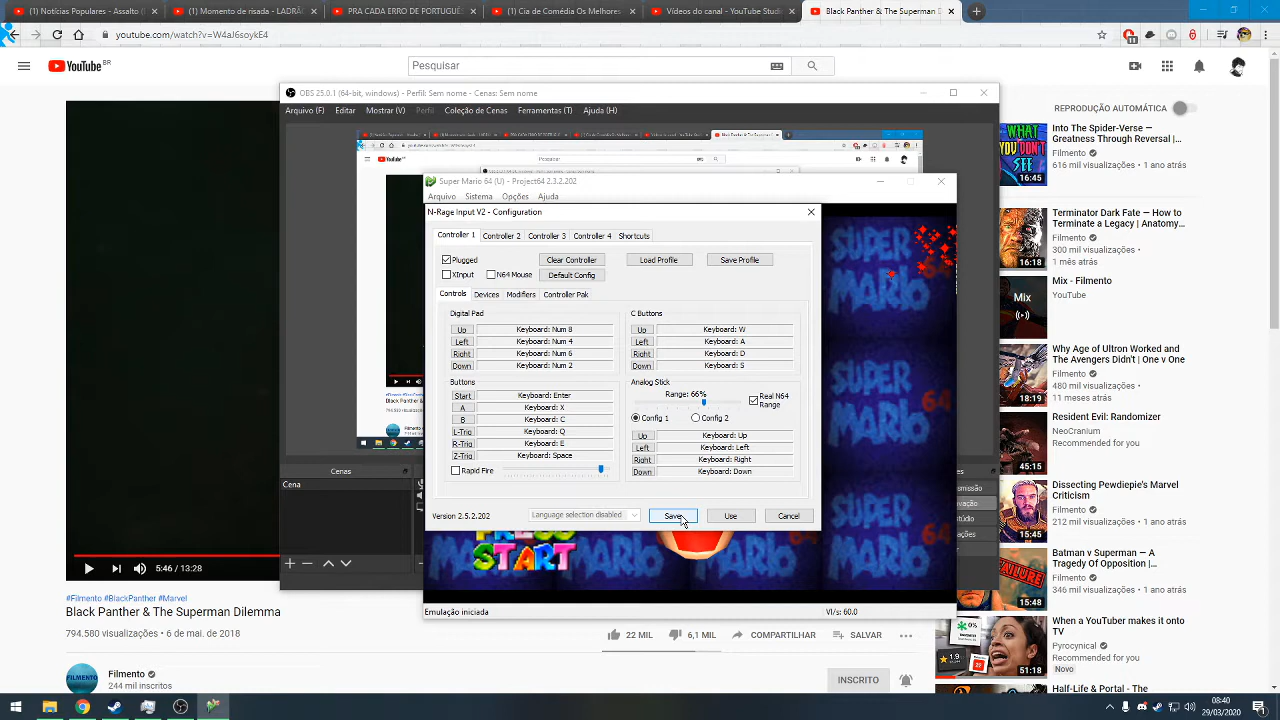 (1) Notícias Populares - Assalto
(1) Momento de risada - LADRÃ
PRA CADA ERRO DE PORTUGUÊ
(1) Cia de Comédia Os Melhores
Vídeos do canal - YouTube Studio
Black Panther & The Superman D
youtube.com/watch?v=W4aJ6soykE4
11
YouTube BR
Pesquisar
OBS 25.0.1 (64-bit, windows) - Perfil: Sem nome - Cenas: Sem nome
Arquivo (F) Editar Mostrar (V) Perfil Coleção de Cenas Ferramentas (T) Ajuda (H)
Super Mario 64 (U) - Project64 2.3.2.202
Arquivo Sistema Opções Ajuda
N-Rage Input V2 - Configuration
Controller 1 Controller 2 Controller 3 Controller 4 Shortcuts
Plugged Clear Controller Load Profile Save Profile
XInput N64 Mouse Default Config
Controls Devices Modifiers Controller Pak
Digital Pad
Up Keyboard: Num 8
Left Keyboard: Num 4
Right Keyboard: Num 6
Down Keyboard: Num 2
C Buttons
Up Keyboard: W
Left Keyboard: A
Right Keyboard: D
Down Keyboard: S
Buttons
Start Keyboard: Enter
A Keyboard: X
B Keyboard: C
L-Trig Keyboard: Q
R-Trig Keyboard: E
Z-Trig Keyboard: Space
Rapid Fire
Analog Stick
Range: 66%
Real N64
Range
Config 1 Config 2
Up Keyboard: Up
Left Keyboard: Left
Right Keyboard: Right
Down Keyboard: Down
Version 2.5.2.202 Language selection disabled Save Use Cancel
START
Emulação iniciada VI/s: 60.0
Cenas
Cena
5:46 / 13:28
#Filmento #BlackPanther #Marvel
Black Panther & The Superman Dilemma
794.580 visualizações • 6 de mai. de 2018
22 MIL 6,1 MIL COMPARTILHAR SALVAR
FILMENTO
Filmento
244 mil inscritos
INSCRITO
REPRODUÇÃO AUTOMÁTICA
WHAT
YOU DON'T
SEE
16:45
Into The Spider-Verse —
Greatness Through Reversal |...
Filmento
616 mil visualizações • 1 ano atrás
16:18
Terminator Dark Fate — How to
Terminate a Legacy | Anatomy...
Filmento
300 mil visualizações •
1 mês atrás
Mix
Mix - Filmento
YouTube
18:19
Why Age of Ultron Worked and
The Avengers Didn't | One v One
Filmento
480 mil visualizações •
11 meses atrás
45:15
Resident Evil: Randomizer
NeoCranium
Recommended for you
15:45
Dissecting Pewdiepie's Marvel
Criticism
Filmento
212 mil visualizações • 1 ano atrás
FAILURE
15:48
Batman v Superman — A
Tragedy Of Opposition |...
Filmento
346 mil visualizações • 1 ano atrás
0%
1.9
51:18
When a YouTuber makes it onto
TV
Pyrocynical
Recommended for you
Novo
Half-Life & Portal - The
08:40
29/03/2020
1